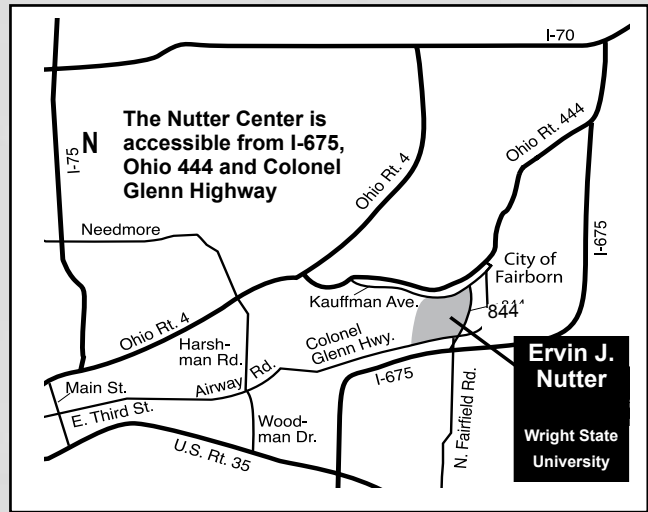 I-70
The Nutter Center is
accessible from I-675,
Ohio 444 and Colonel
Glenn Highway
N
I-75
Ohio Rt. 4
Ohio Rt. 444
I-675
Needmore
City of
Fairborn
Kauffman Ave.
844
Ohio Rt. 4
Harsh-
man Rd.
Colonel
Glenn Hwy.
Ervin J.
Nutter
Wright State
University
Main St.
Airway Rd.
I-675
E. Third St.
Wood-
man Dr.
N. Fairfield Rd.
U.S. Rt. 35